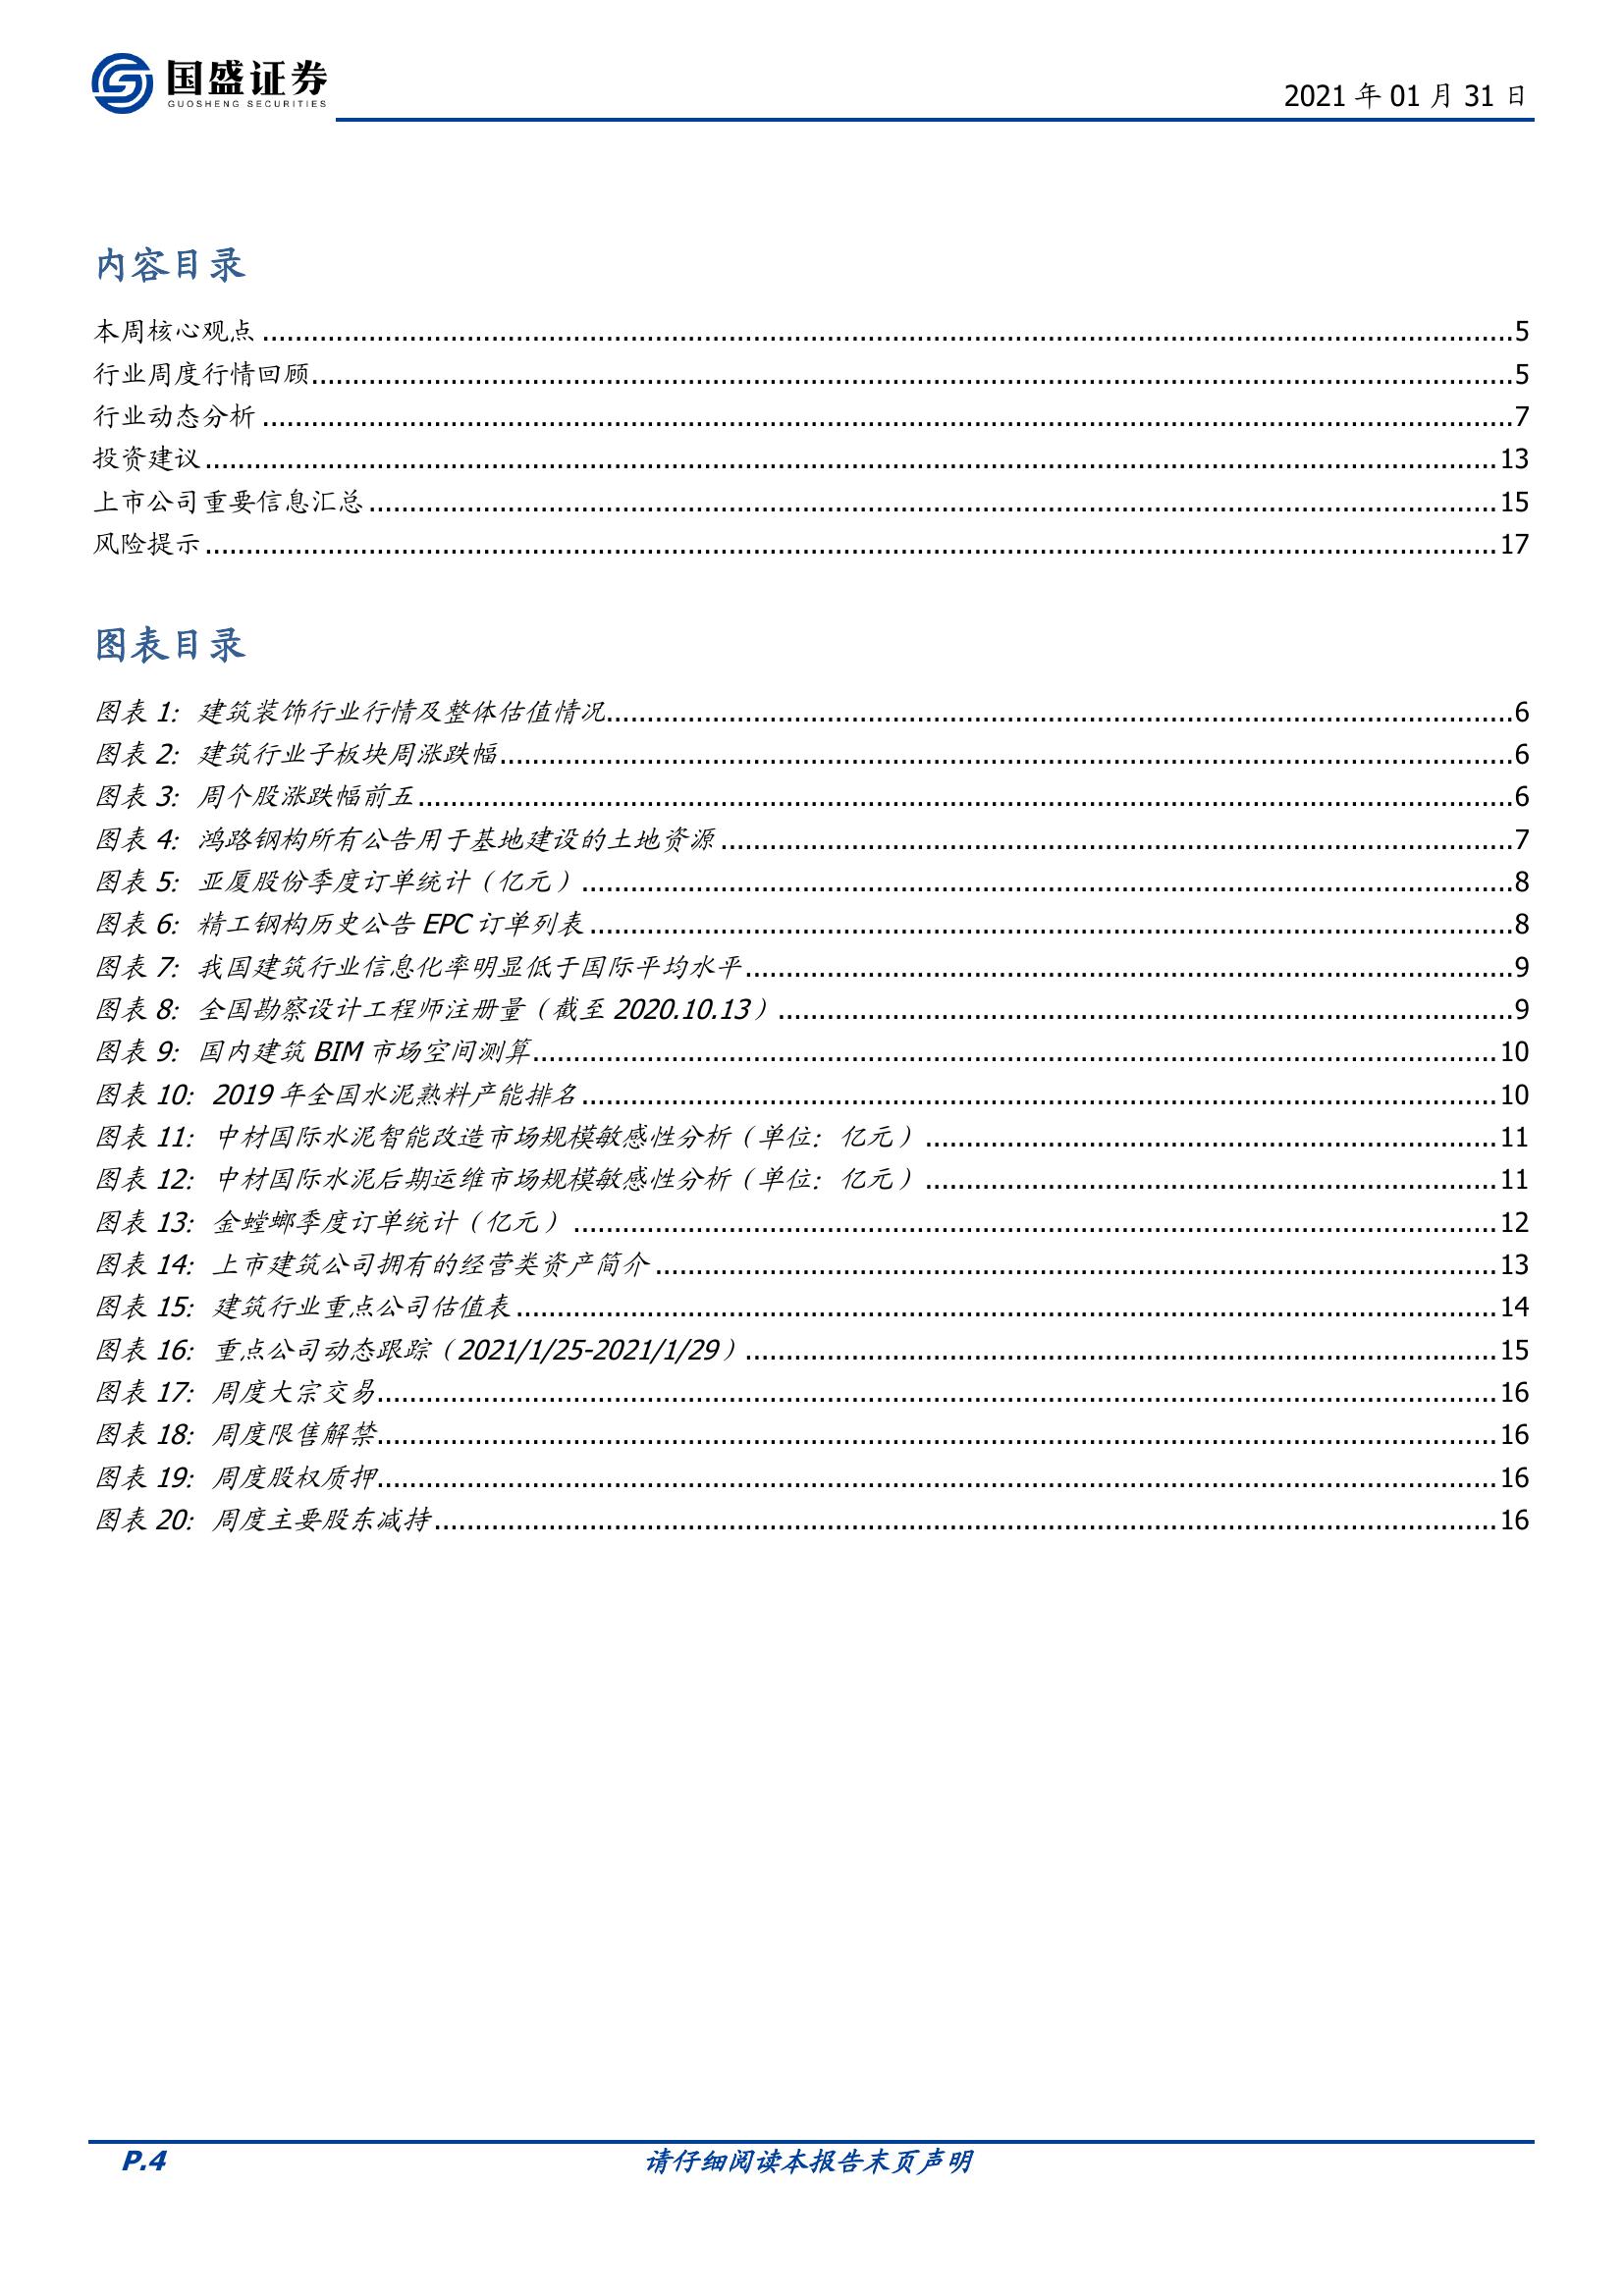 国盛证券
GUOSHENG SECURITIES
2021 年 01 月 31 日
内容目录
本周核心观点 ........ 5
行业周度行情回顾 ........ 5
行业动态分析 ........ 7
投资建议 ........ 13
上市公司重要信息汇总 ........ 15
风险提示 ........ 17
图表目录
图表 1: 建筑装饰行业行情及整体估值情况 ........ 6
图表 2: 建筑行业子板块周涨跌幅 ........ 6
图表 3: 周个股涨跌幅前五 ........ 6
图表 4: 鸿路钢构所有公告用于基地建设的土地资源 ........ 7
图表 5: 亚厦股份季度订单统计（亿元） ........ 8
图表 6: 精工钢构历史公告 EPC 订单列表 ........ 8
图表 7: 我国建筑行业信息化率明显低于国际平均水平 ........ 9
图表 8: 全国勘察设计工程师注册量（截至 2020.10.13） ........ 9
图表 9: 国内建筑 BIM 市场空间测算 ........ 10
图表 10: 2019 年全国水泥熟料产能排名 ........ 10
图表 11: 中材国际水泥智能改造市场规模敏感性分析（单位: 亿元） ........ 11
图表 12: 中材国际水泥后期运维市场规模敏感性分析（单位: 亿元） ........ 11
图表 13: 金螳螂季度订单统计（亿元） ........ 12
图表 14: 上市建筑公司拥有的经营类资产简介 ........ 13
图表 15: 建筑行业重点公司估值表 ........ 14
图表 16: 重点公司动态跟踪（2021/1/25-2021/1/29） ........ 15
图表 17: 周度大宗交易 ........ 16
图表 18: 周度限售解禁 ........ 16
图表 19: 周度股权质押 ........ 16
图表 20: 周度主要股东减持 ........ 16
P.4
请仔细阅读本报告末页声明